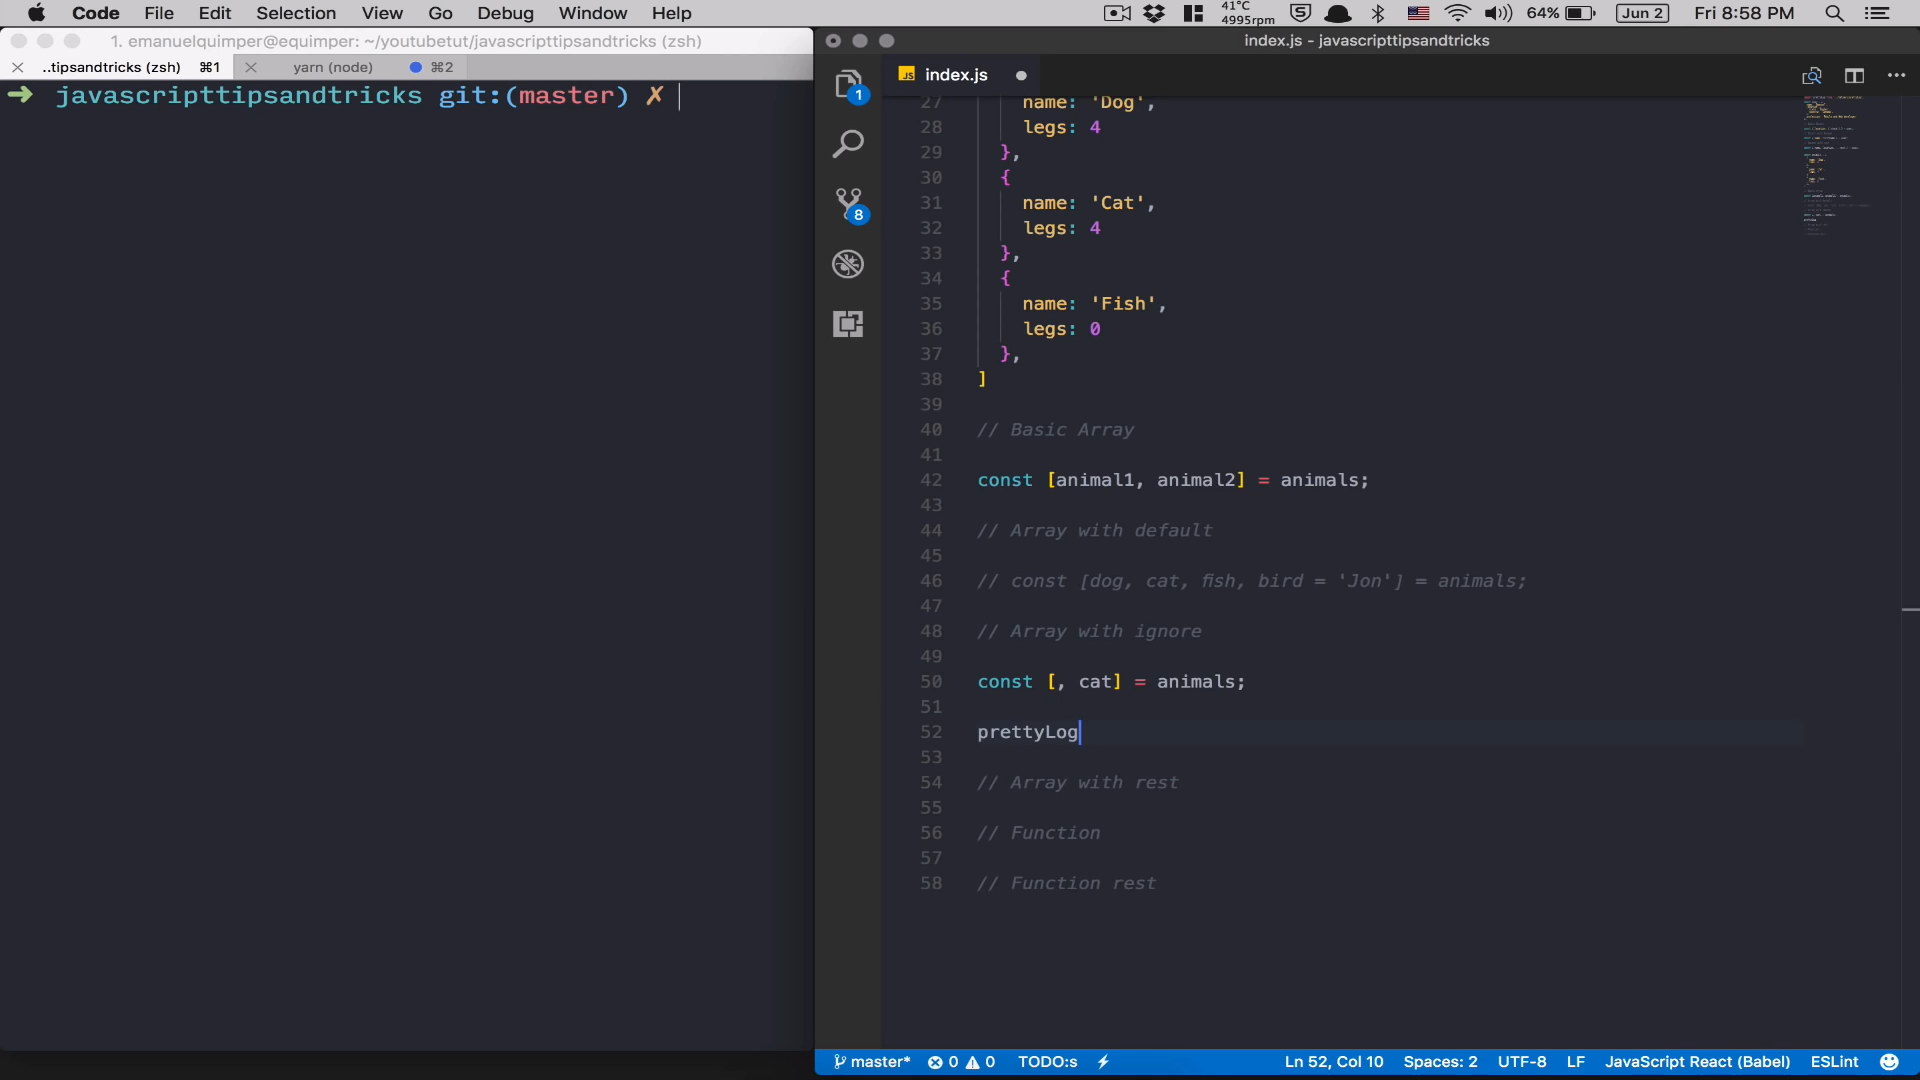 Code File Edit Selection View Go Debug Window Help
41°C
4995rpm
64%
Jun 2
Fri 8:58 PM
1. emanuelquimper@equimper: ~/youtubetut/javascripttipsandtricks (zsh)
..tipsandtricks (zsh) ⌘1
yarn (node) ⌘2
➜ javascripttipsandtricks git:(master) ✗
index.js - javascripttipsandtricks
JS index.js
1
8
27 name: 'Dog',
28 legs: 4
29 },
30 {
31 name: 'Cat',
32 legs: 4
33 },
34 {
35 name: 'Fish',
36 legs: 0
37 },
38 ]
39
40 // Basic Array
41
42 const [animal1, animal2] = animals;
43
44 // Array with default
45
46 // const [dog, cat, fish, bird = 'Jon'] = animals;
47
48 // Array with ignore
49
50 const [, cat] = animals;
51
52 prettyLog
53
54 // Array with rest
55
56 // Function
57
58 // Function rest
master* 0 0 TODO:s Ln 52, Col 10 Spaces: 2 UTF-8 LF JavaScript React (Babel) ESLint